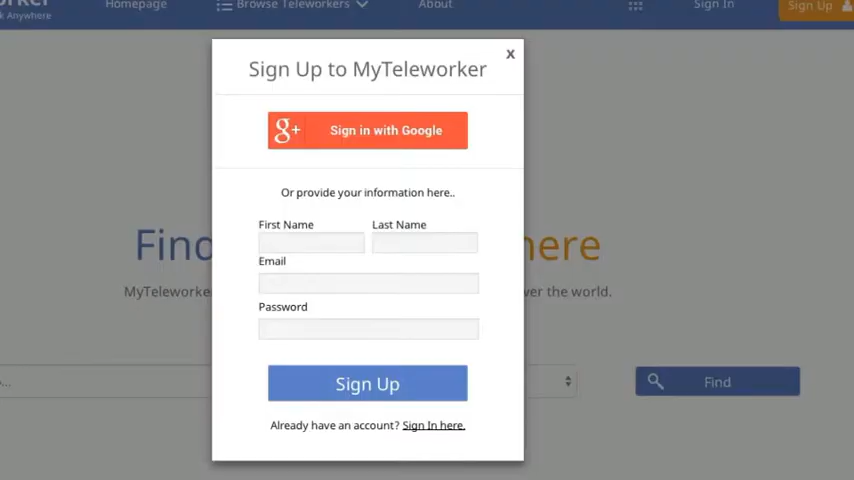 k Anywhere
Homepage
Browse Teleworkers
About
Sign In
Sign Up
x
Sign Up to MyTeleworker
g+ Sign in with Google
Or provide your information here..
First Name Last Name
Email
Password
Sign Up
Already have an account? Sign In here.
Find
here
MyTeleworke
ver the world.
...
Find